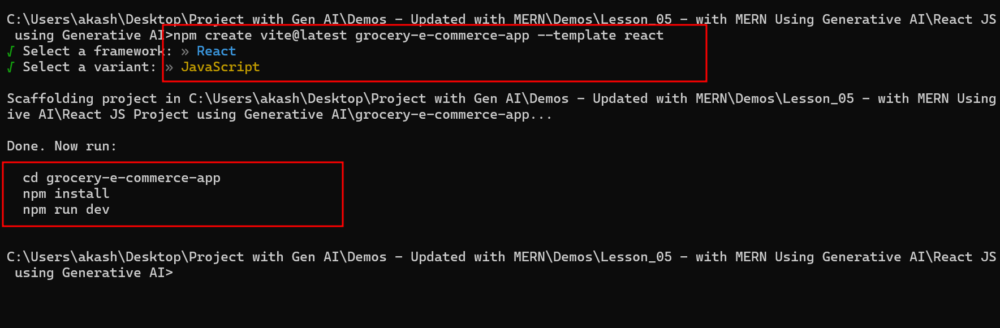 C:\Users\akash\Desktop\Project with Gen AI\Demos - Updated with MERN\Demos\Lesson_05 - with MERN Using Generative AI\React JS
using Generative AI>npm create vite@latest grocery-e-commerce-app --template react
√ Select a framework: » React
√ Select a variant: » JavaScript
Scaffolding project in C:\Users\akash\Desktop\Project with Gen AI\Demos - Updated with MERN\Demos\Lesson_05 - with MERN Using
ive AI\React JS Project using Generative AI\grocery-e-commerce-app...
Done. Now run:
cd grocery-e-commerce-app
npm install
npm run dev
C:\Users\akash\Desktop\Project with Gen AI\Demos - Updated with MERN\Demos\Lesson_05 - with MERN Using Generative AI\React JS
using Generative AI>